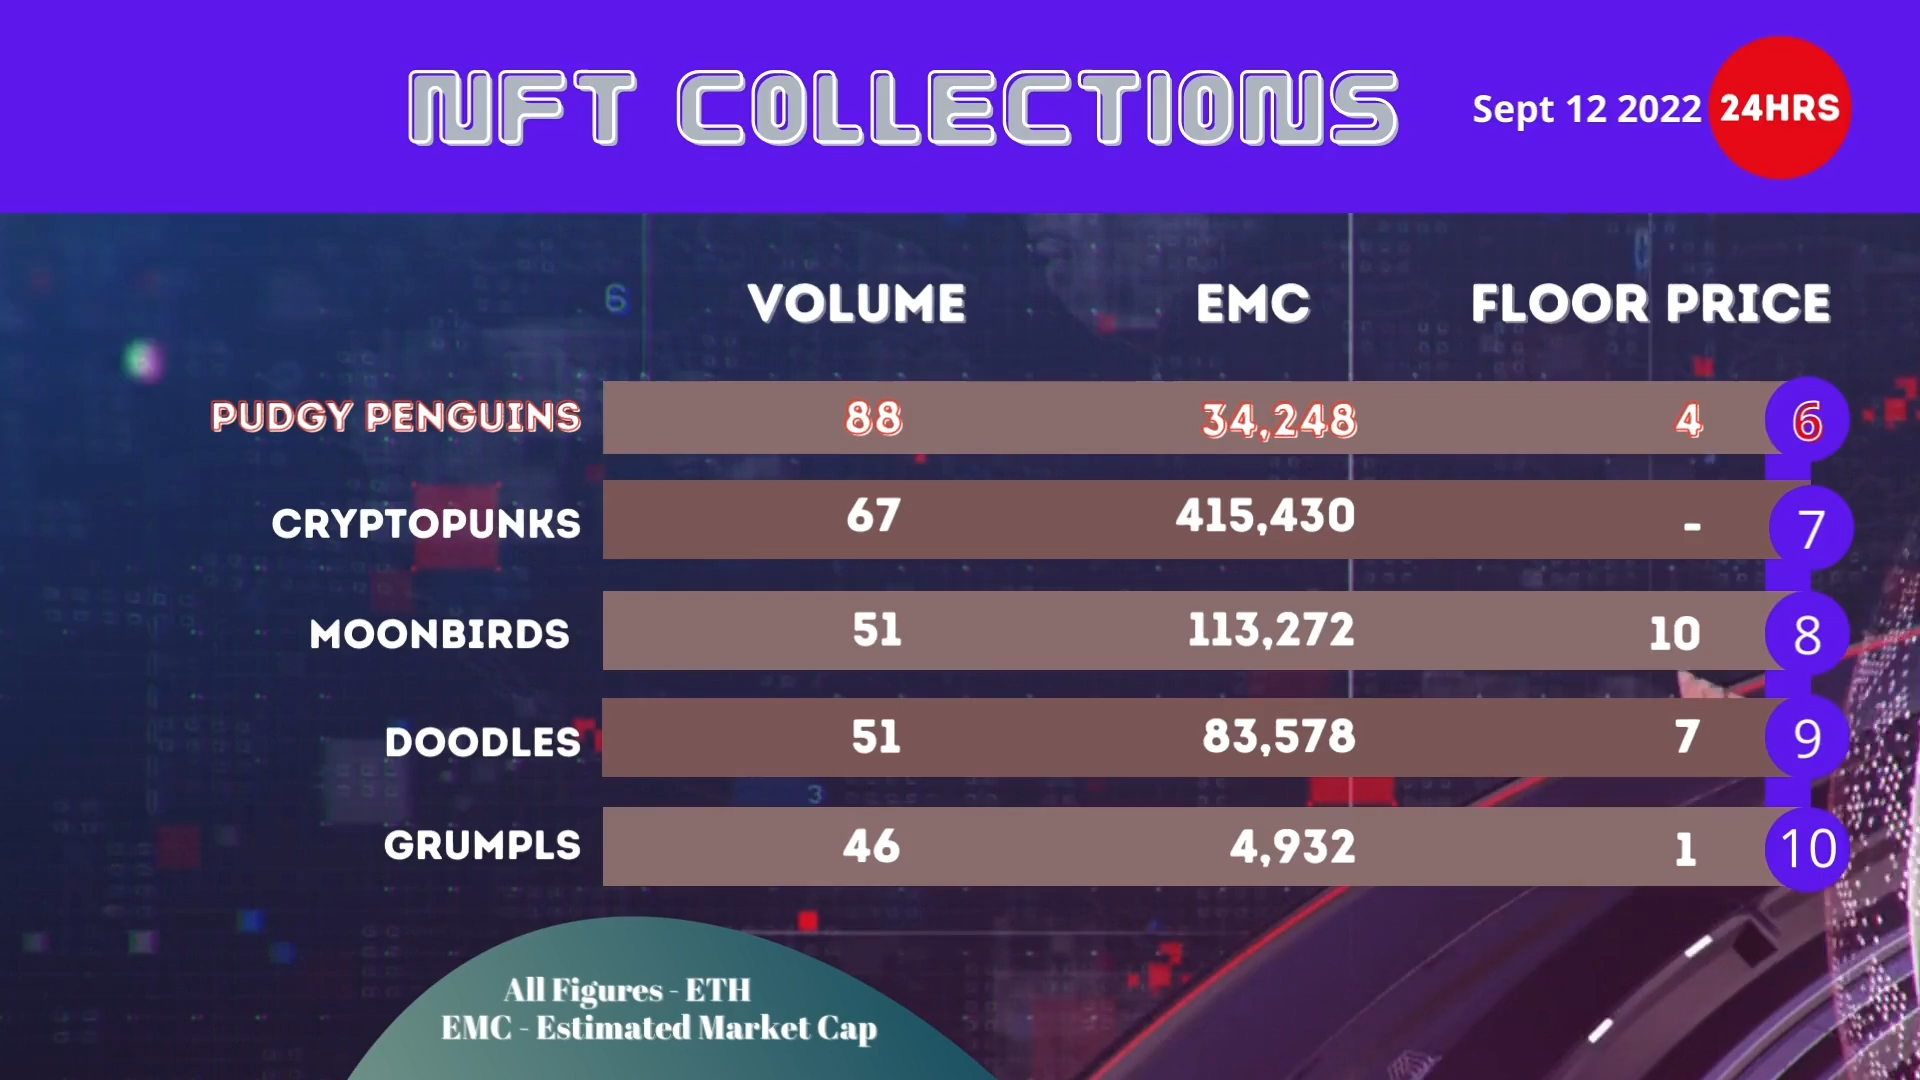 NFT COLLECTIONS
Sept 12 2022 24HRS
VOLUME EMC FLOOR PRICE
PUDGY PENGUINS 88 34,248 4 6
CRYPTOPUNKS 67 415,430 - 7
MOONBIRDS 51 113,272 10 8
DOODLES 51 83,578 7 9
GRUMPLS 46 4,932 1 10
All Figures - ETH
EMC - Estimated Market Cap
6
3